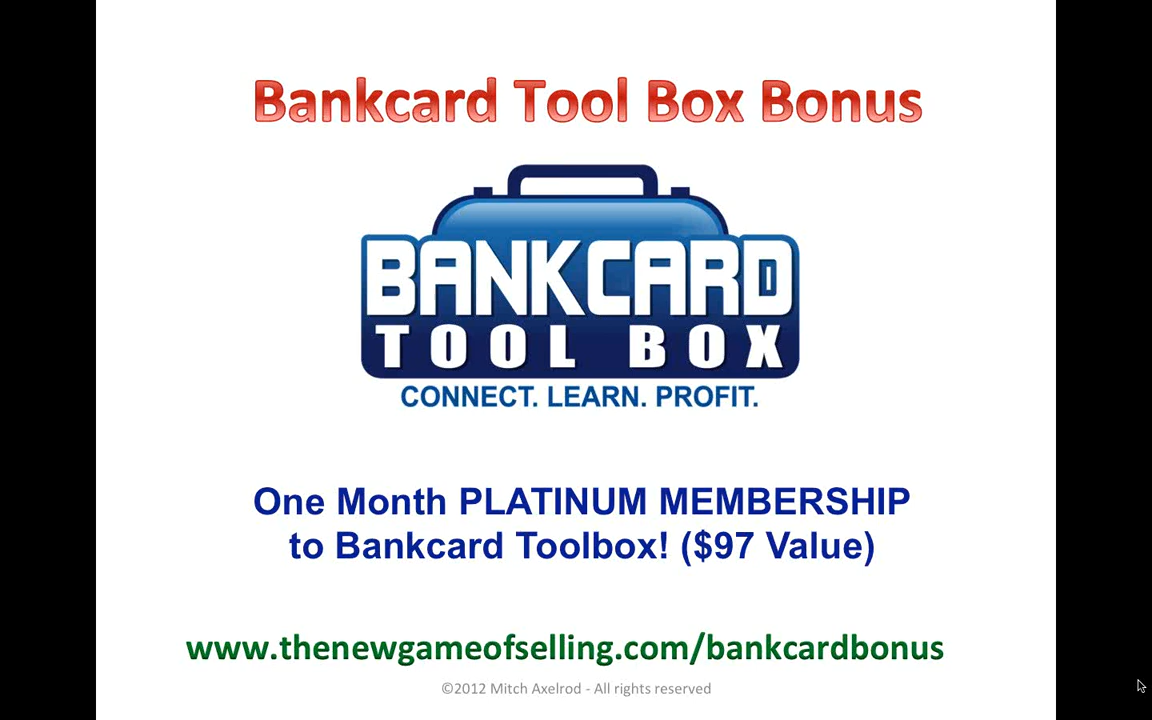 Bankcard Tool Box Bonus
BANKCARD
TOOL BOX
CONNECT. LEARN. PROFIT.
One Month PLATINUM MEMBERSHIP
to Bankcard Toolbox! ($97 Value)
www.thenewgameofselling.com/bankcardbonus
©2012 Mitch Axelrod - All rights reserved